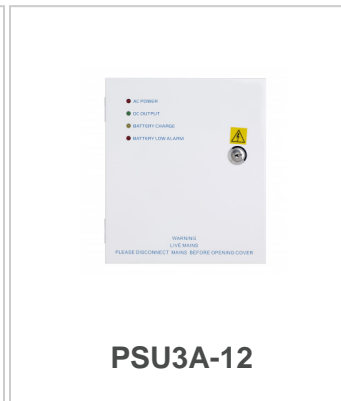 AC POWER
DC OUTPUT
BATTERY CHARGE
BATTERY LOW ALARM
WARNING
LIVE MAINS
PLEASE DISCONNECT MAINS BEFORE OPENING COVER
PSU3A-12